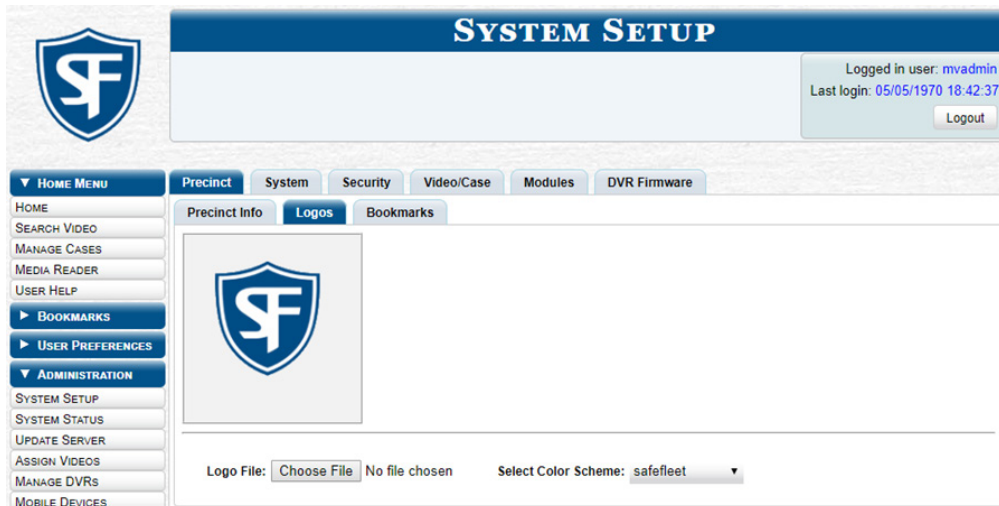 SF
SYSTEM SETUP
Logged in user: mvadmin
Last login: 05/05/1970 18:42:37
Logout
▼ HOME MENU
HOME
SEARCH VIDEO
MANAGE CASES
MEDIA READER
USER HELP
► BOOKMARKS
► USER PREFERENCES
▼ ADMINISTRATION
SYSTEM SETUP
SYSTEM STATUS
UPDATE SERVER
ASSIGN VIDEOS
MANAGE DVRS
MOBILE DEVICES
Precinct System Security Video/Case Modules DVR Firmware
Precinct Info Logos Bookmarks
SF
Logo File: Choose File No file chosen Select Color Scheme: safefleet ▼